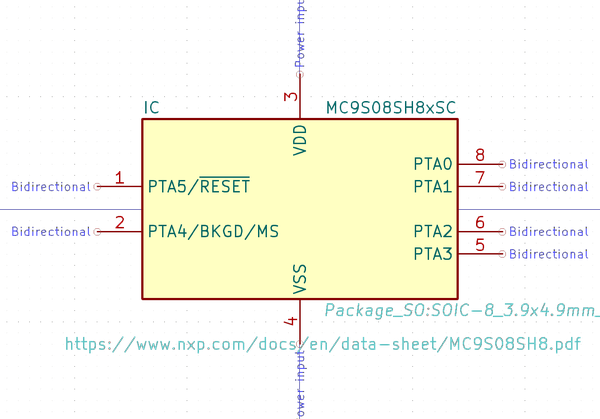 Power input
3
IC
MC9S08SH8xSC
VDD
PTA0 8 Bidirectional
Bidirectional 1 PTA5/RESET
PTA1 7 Bidirectional
Bidirectional 2 PTA4/BKGD/MS
PTA2 6 Bidirectional
PTA3 5 Bidirectional
VSS
4
Package_SO:SOIC-8_3.9x4.9mm_
https://www.nxp.com/docs/en/data-sheet/MC9S08SH8.pdf
ower input